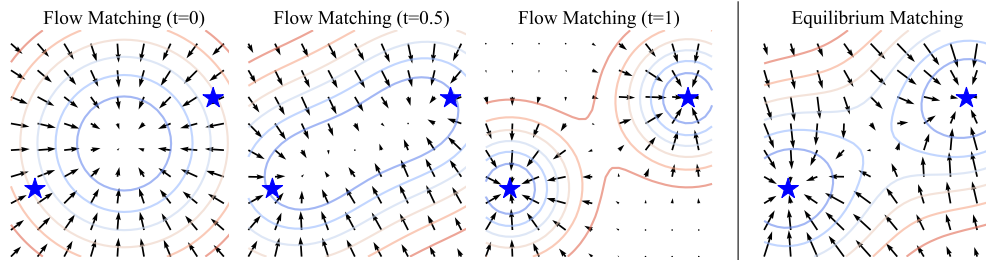 Flow Matching (t=0)
Flow Matching (t=0.5)
Flow Matching (t=1)
Equilibrium Matching